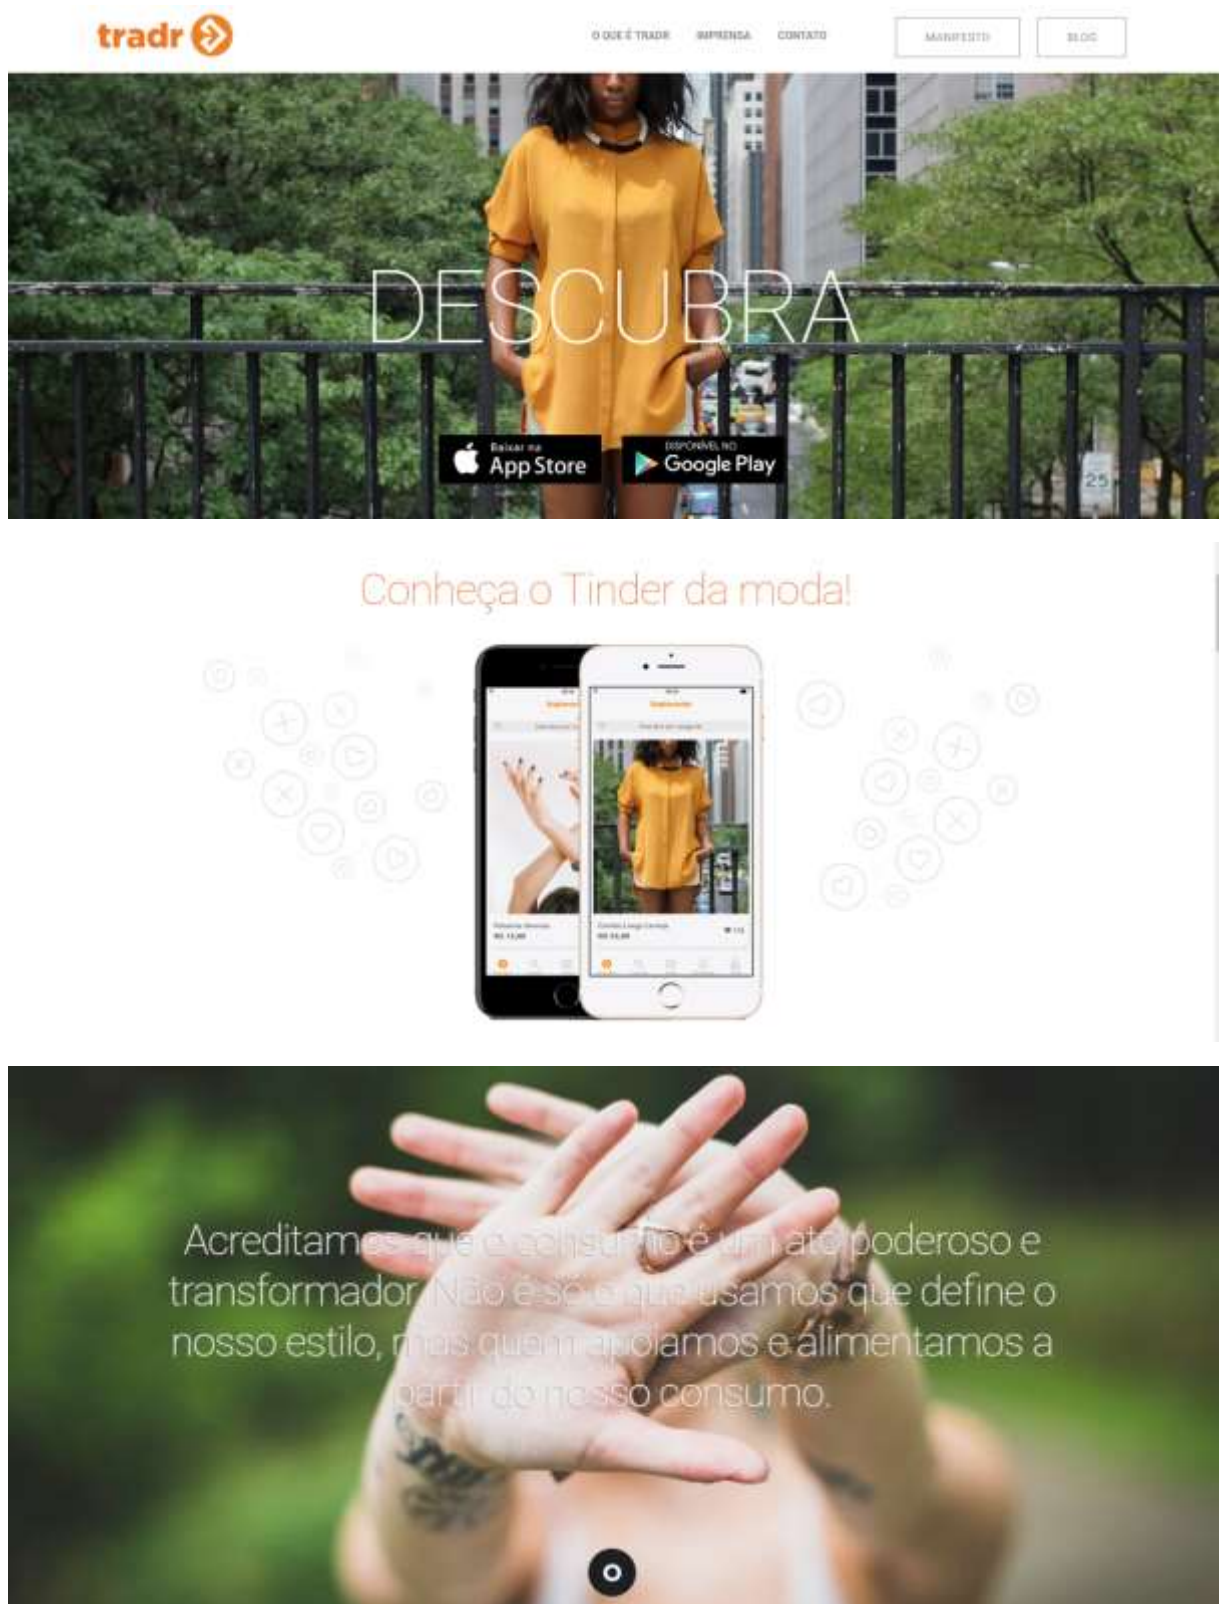 tradr
O QUE É TRADR IMPRENSA CONTATO MANIFESTO BLOG
DESCUBRA
Baixar na
App Store
DISPONÍVEL NO
Google Play
25
Conheça o Tinder da moda!
Acreditamos que o consumo é um ato poderoso e
transformador. Não é só o que usamos que define o
nosso estilo, mas quem apoiamos e alimentamos a
partir do nosso consumo.